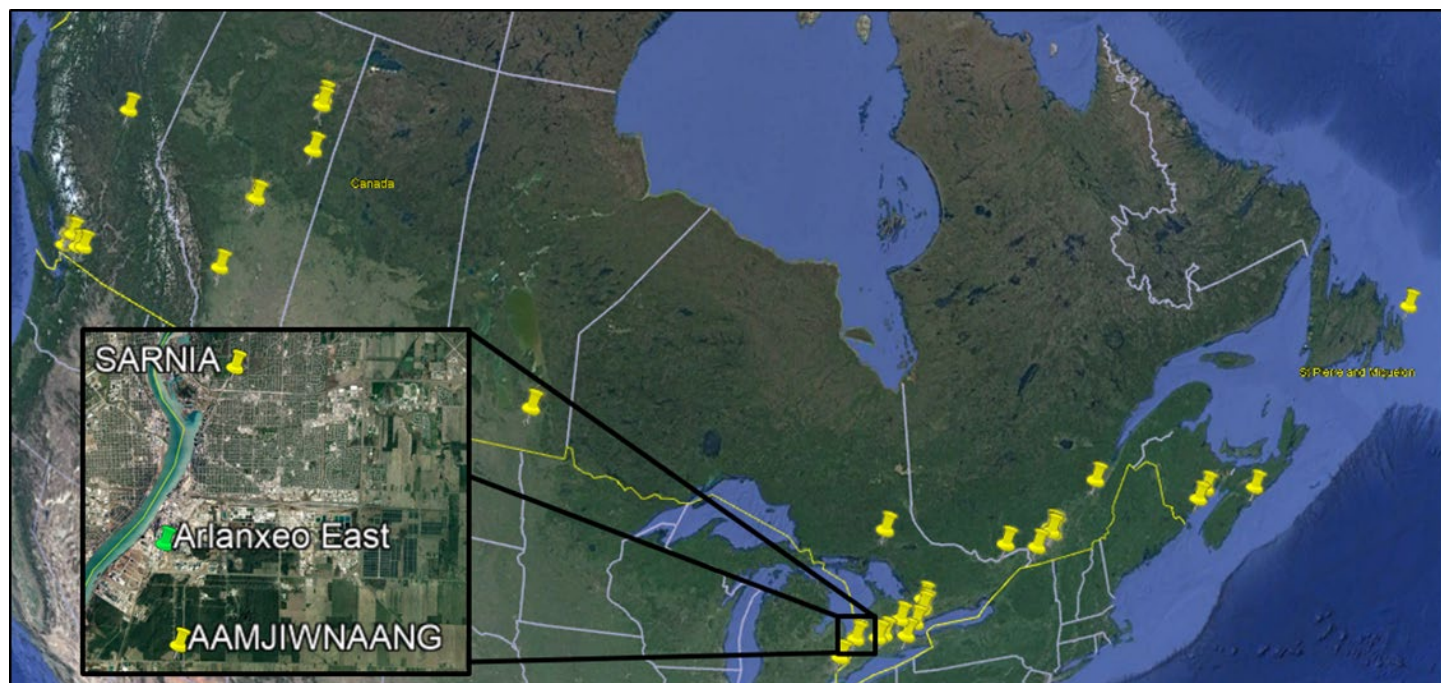 Canada
St Pierre and Miquelon
SARNIA
Arlanxeo East
AAMJIWNAANG